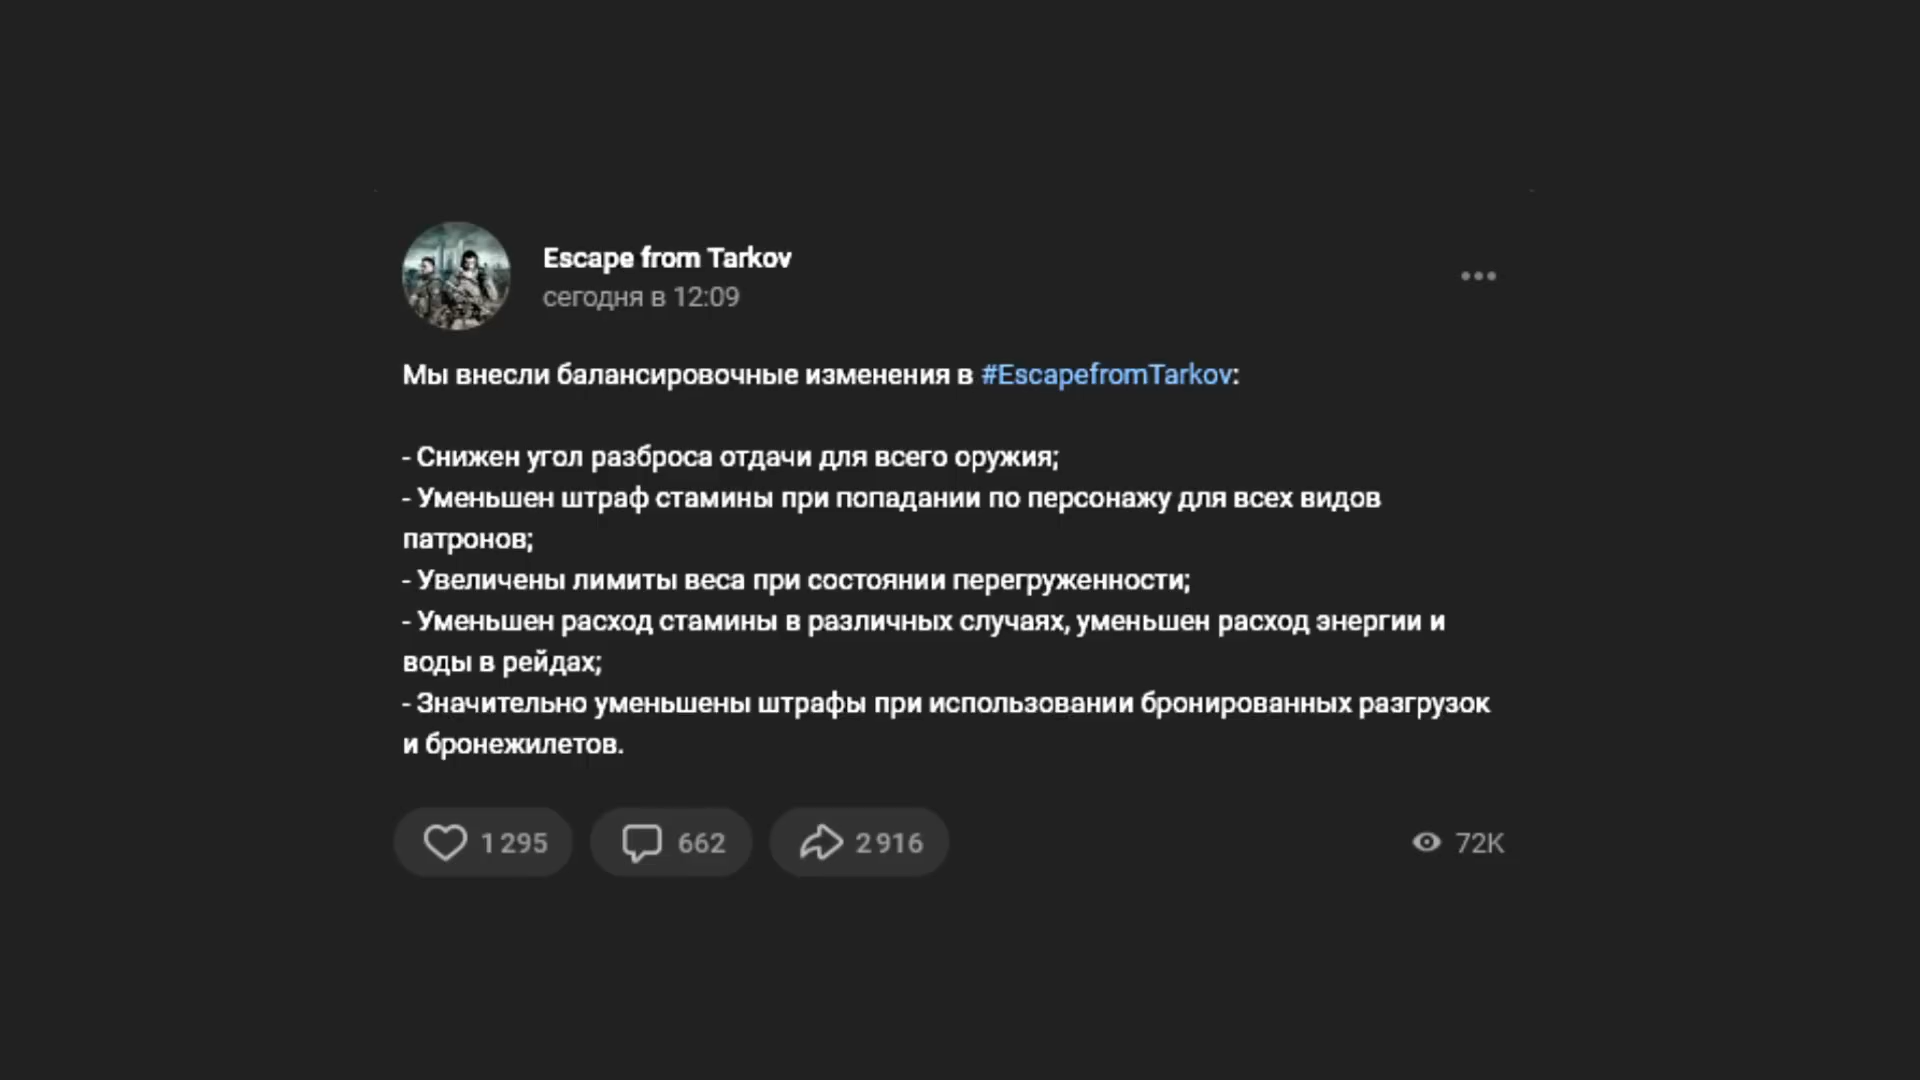 Escape from Tarkov
сегодня в 12:09
Мы внесли балансировочные изменения в #EscapefromTarkov:
- Снижен угол разброса отдачи для всего оружия;
- Уменьшен штраф стамины при попадании по персонажу для всех видов
патронов;
- Увеличены лимиты веса при состоянии перегруженности;
- Уменьшен расход стамины в различных случаях, уменьшен расход энергии и
воды в рейдах;
- Значительно уменьшены штрафы при использовании бронированных разгрузок
и бронежилетов.
1 295 662 2 916 72K